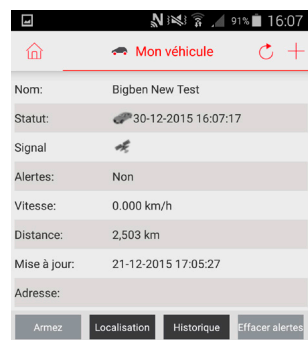 91% 16:07
Mon véhicule
Nom: Bigben New Test
Statut: 30-12-2015 16:07:17
Signal
Alertes: Non
Vitesse: 0.000 km/h
Distance: 2,503 km
Mise à jour: 21-12-2015 17:05:27
Adresse:
Armez Localisation Historique Effacer alertes